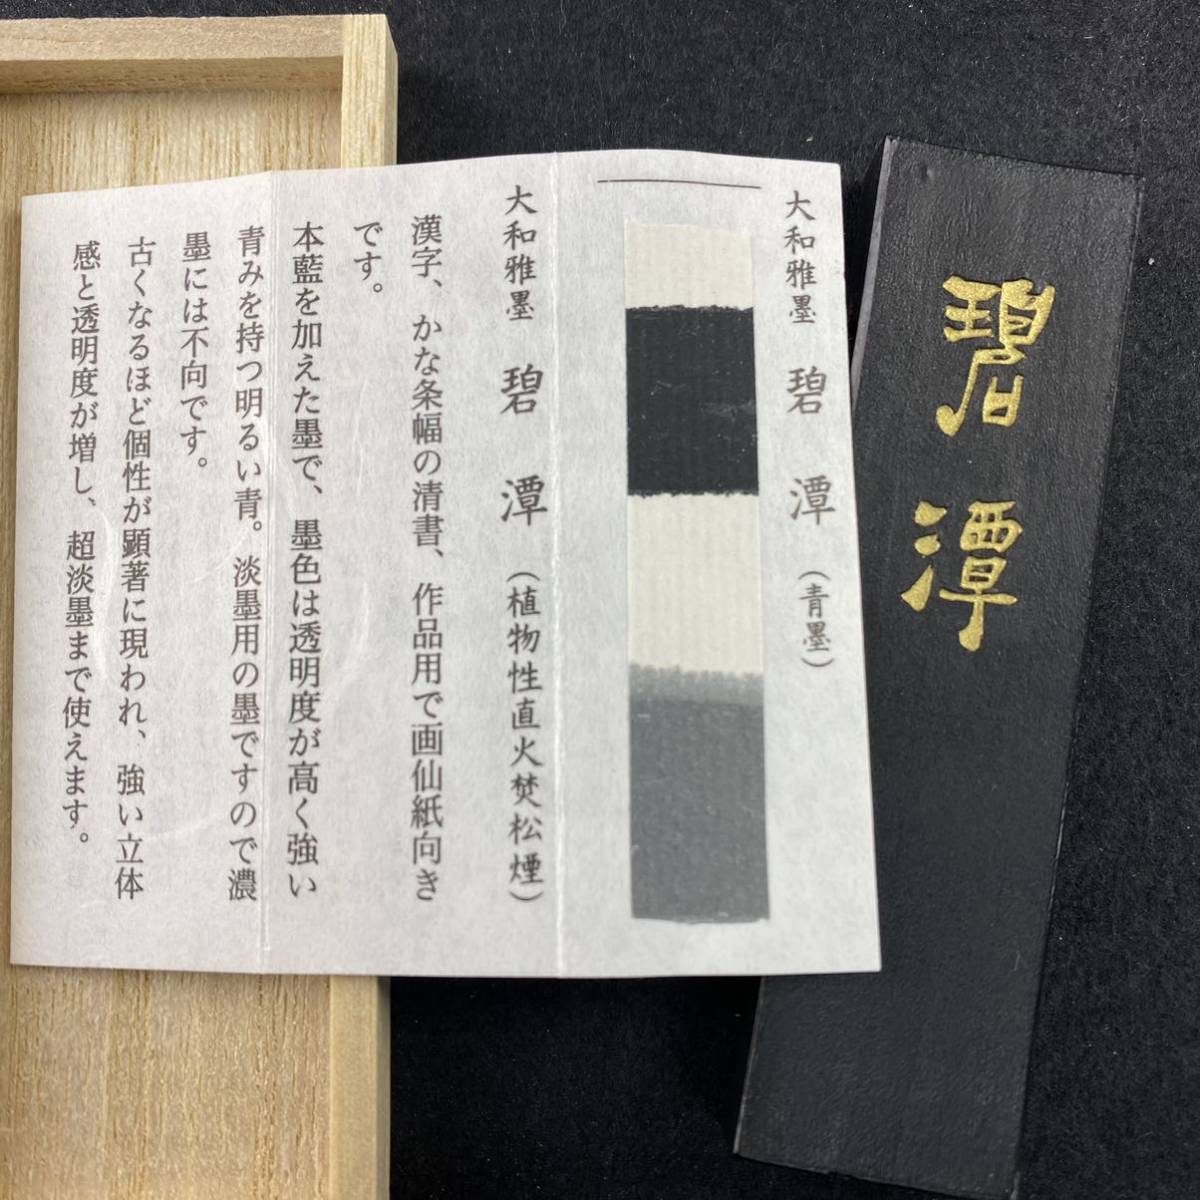 碧潭
大和雅墨 碧潭（青墨）
大和雅墨 碧潭（植物性直火焚松煙）
漢字、かな条幅の清書、作品用で画仙紙向き
です。
本藍を加えた墨で、墨色は透明度が高く強い
青みを持つ明るい青。淡墨用の墨ですので濃
墨には不向です。
古くなるほど個性が顕著に現われ、強い立体
感と透明度が増し、超淡墨まで使えます。